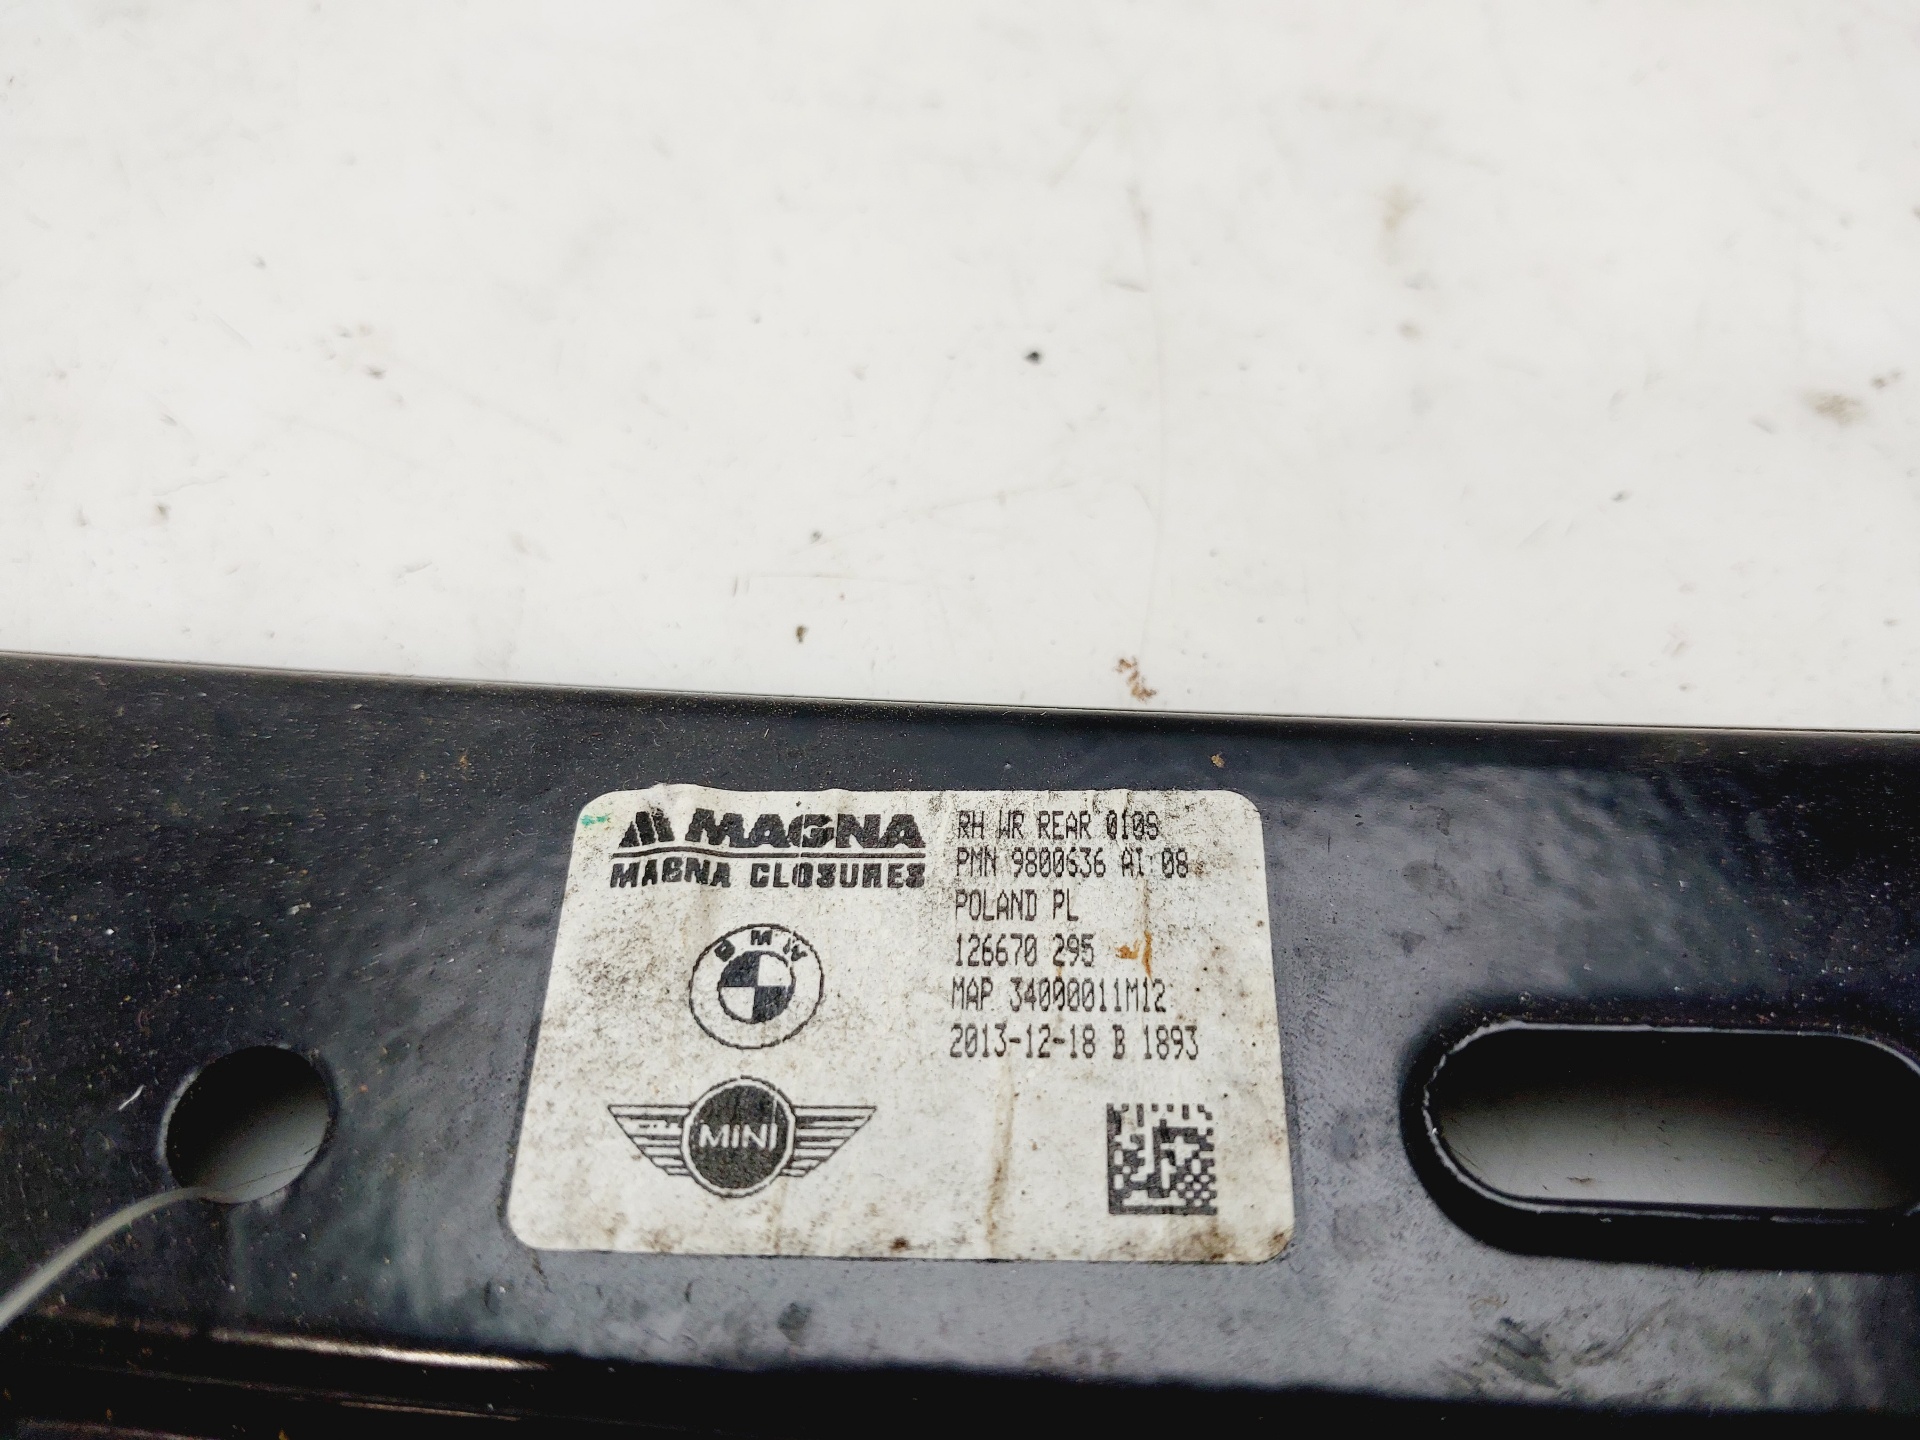 MAGNA
MAGNA CLOSURES
BMW
MINI
RH WR REAR 010S
PMN 9800636 AI 08
POLAND PL
126670 295
MAP 34000011M12
2013-12-18 B 1893